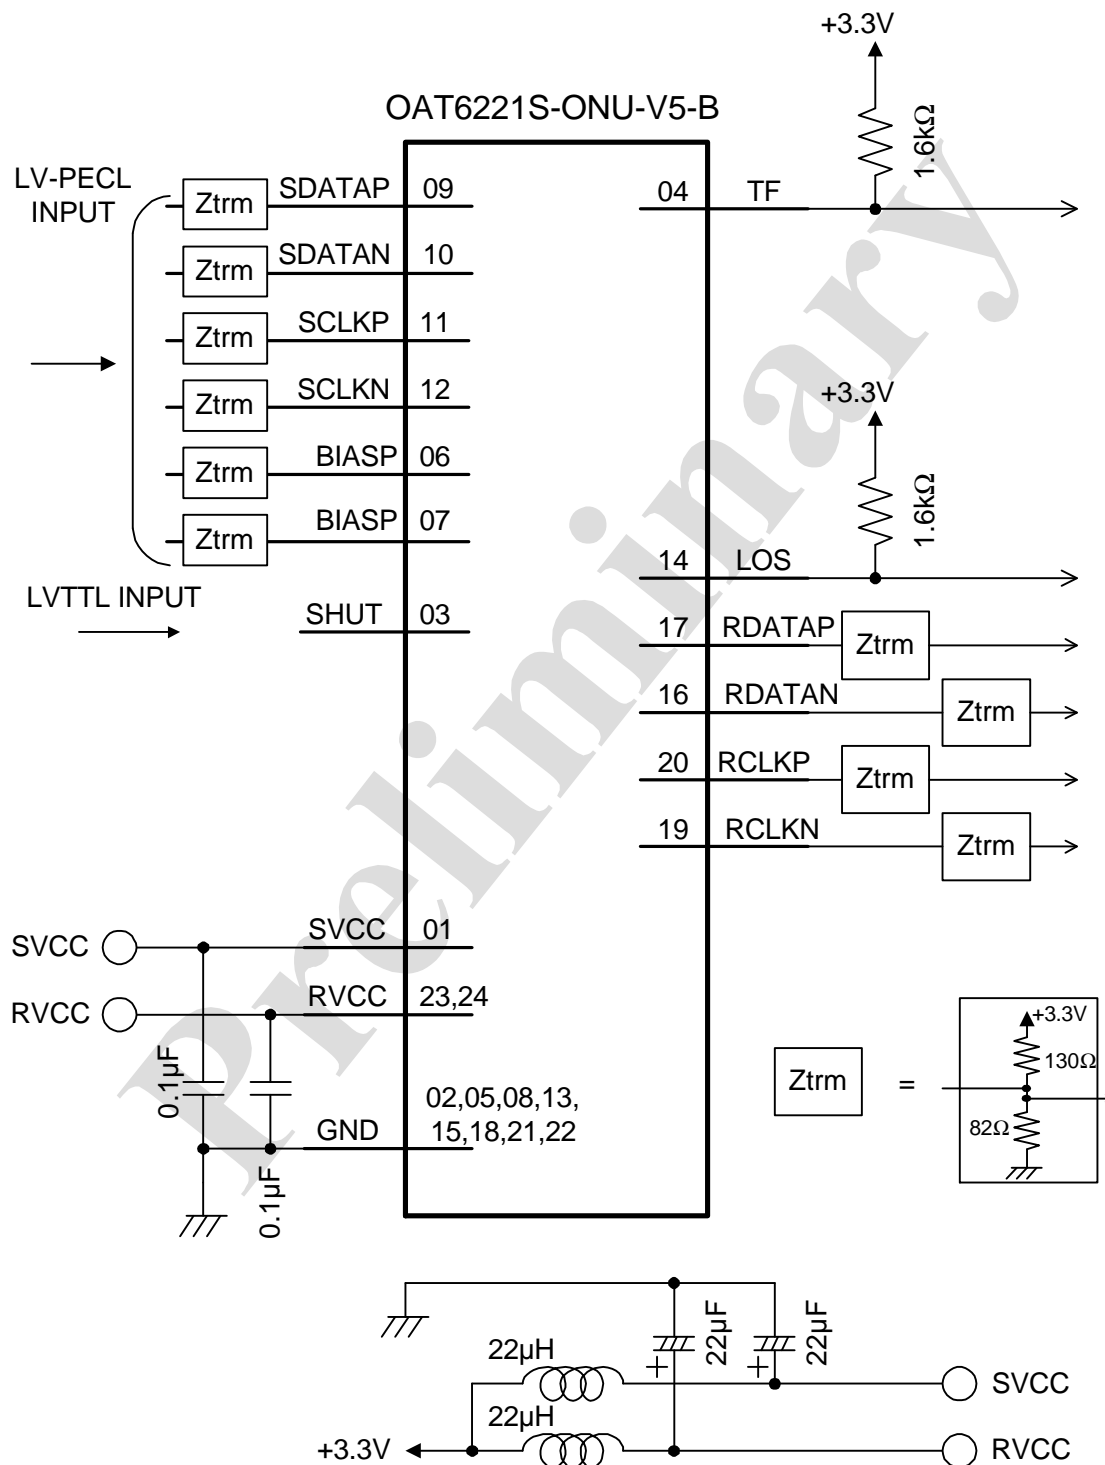 +3.3V
OAT6221S-ONU-V5-B
1.6kΩ
LV-PECL
INPUT
Ztrm SDATAP 09
04 TF
Ztrm SDATAN 10
Ztrm SCLKP 11
Ztrm SCLKN 12
+3.3V
Ztrm BIASP 06
1.6kΩ
Ztrm BIASP 07
14 LOS
LVTTL INPUT
SHUT 03
17 RDATAP Ztrm
16 RDATAN Ztrm
20 RCLKP Ztrm
19 RCLKN Ztrm
SVCC SVCC 01
RVCC RVCC 23,24
0.1µF
0.1µF
02,05,08,13,
GND 15,18,21,22
Ztrm =
+3.3V
130Ω
82Ω
22µF
22µF
22µH
+ +
SVCC
22µH
+3.3V
RVCC
Preliminary